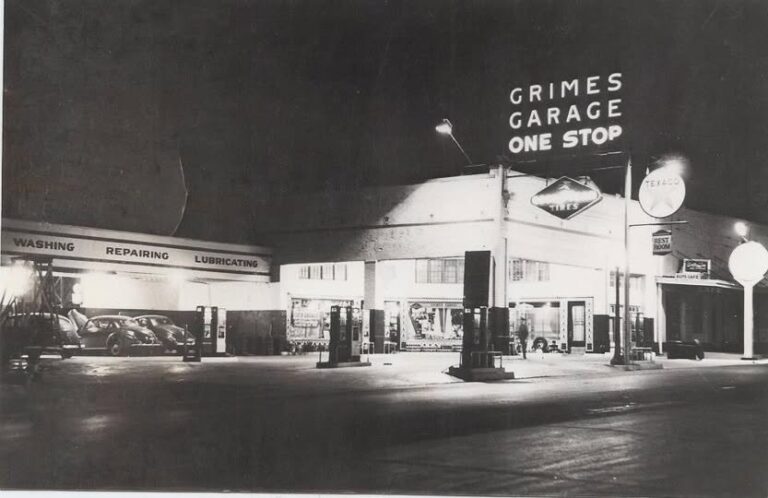 GRIMES
GARAGE
ONE STOP
TEXACO
TIRES
REST
ROOM
WASHING REPAIRING LUBRICATING